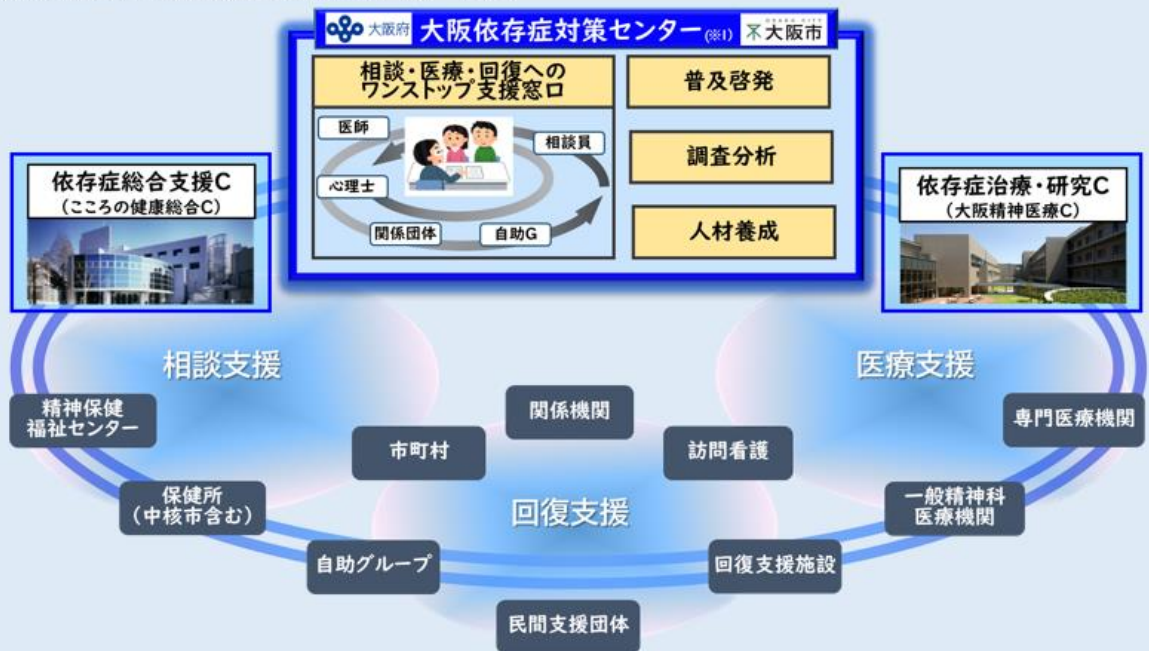 大阪府
大阪依存症対策センター(※1)
OSAKA CITY
大阪市
相談・医療・回復への
ワンストップ支援窓口
医師
相談員
心理士
関係団体
自助G
普及啓発
調査分析
人材養成
依存症総合支援C
(こころの健康総合C)
依存症治療・研究C
(大阪精神医療C)
相談支援
医療支援
精神保健
福祉センター
関係機関
専門医療機関
市町村
訪問看護
保健所
(中核市含む)
回復支援
一般精神科
医療機関
自助グループ
回復支援施設
民間支援団体